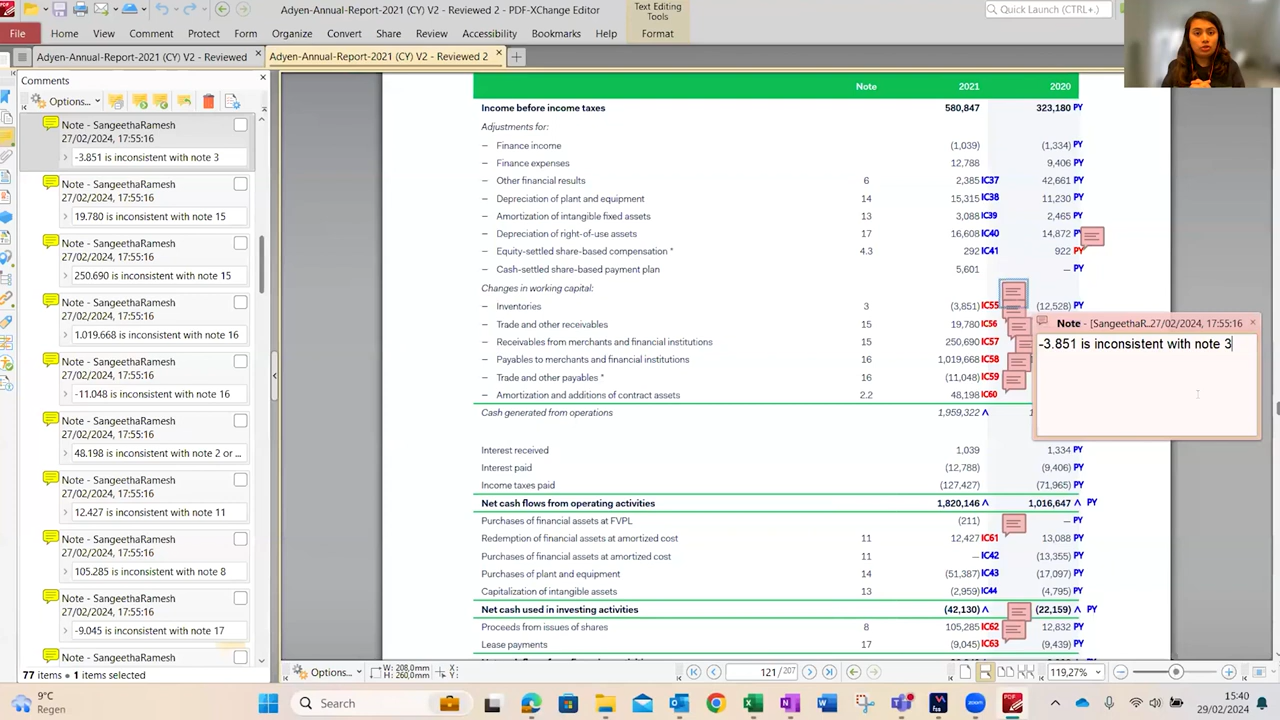 Adyen-Annual-Report-2021 (CY) V2 - Reviewed 2 - PDF-XChange Editor
Text Editing Tools
Quick Launch (CTRL+.)
File Home View Comment Protect Form Organize Convert Share Review Accessibility Bookmarks Help Format
Adyen-Annual-Report-2021 (CY) V2 - Reviewed × Adyen-Annual-Report-2021 (CY) V2 - Reviewed 2 ×
Comments
Options...
Note - SangeethaRamesh
27/02/2024, 17:55:16
-3.851 is inconsistent with note 3
Note - SangeethaRamesh
27/02/2024, 17:55:16
19.780 is inconsistent with note 15
Note - SangeethaRamesh
27/02/2024, 17:55:16
250.690 is inconsistent with note 15
Note - SangeethaRamesh
27/02/2024, 17:55:16
1.019.668 is inconsistent with note 16
Note - SangeethaRamesh
27/02/2024, 17:55:16
-11.048 is inconsistent with note 16
Note - SangeethaRamesh
27/02/2024, 17:55:16
48.198 is inconsistent with note 2 or ...
Note - SangeethaRamesh
27/02/2024, 17:55:16
12.427 is inconsistent with note 11
Note - SangeethaRamesh
27/02/2024, 17:55:16
105.285 is inconsistent with note 8
Note - SangeethaRamesh
27/02/2024, 17:55:16
-9.045 is inconsistent with note 17
Note - SangeethaRamesh
77 items • 1 items selected
Note 2021 2020
Income before income taxes 580,847 323,180 PY
Adjustments for:
– Finance income (1,039) (1,334) PY
– Finance expenses 12,788 9,406 PY
– Other financial results 6 2,385 IC37 42,661 PY
– Depreciation of plant and equipment 14 15,315 IC38 11,230 PY
– Amortization of intangible fixed assets 13 3,088 IC39 2,465 PY
– Depreciation of right-of-use assets 17 16,608 IC40 14,872 PY
– Equity-settled share-based compensation * 4.3 292 IC41 922 PY
– Cash-settled share-based payment plan 5,601 — PY
Changes in working capital:
– Inventories 3 (3,851) IC55 (12,528) PY
– Trade and other receivables 15 19,780 IC56
– Receivables from merchants and financial institutions 15 250,690 IC57
– Payables to merchants and financial institutions 16 1,019,668 IC58
– Trade and other payables * 16 (11,048) IC59
– Amortization and additions of contract assets 2.2 48,198 IC60
Cash generated from operations 1,959,322 ᴧ
Interest received 1,039 1,334 PY
Interest paid (12,788) (9,406) PY
Income taxes paid (127,427) (71,965) PY
Net cash flows from operating activities 1,820,146 ᴧ 1,016,647 ᴧ PY
Purchases of financial assets at FVPL (211) — PY
Redemption of financial assets at amortized cost 11 12,427 IC61 13,088 PY
Purchases of financial assets at amortized cost 11 — IC42 (13,355) PY
Purchases of plant and equipment 14 (51,387) IC43 (17,097) PY
Capitalization of intangible assets 13 (2,959) IC44 (4,795) PY
Net cash used in investing activities (42,130) ᴧ (22,159) ᴧ PY
Proceeds from issues of shares 8 105,285 IC62 12,832 PY
Lease payments 17 (9,045) IC63 (9,439) PY
Note - [SangeethaR...27/02/2024, 17:55:16 ×
-3.851 is inconsistent with note 3
Options... W: 208,0mm H: 260,0mm X: Y: 121 / 207 119,27%
9°C
Regen
Search
15:40
29/02/2024